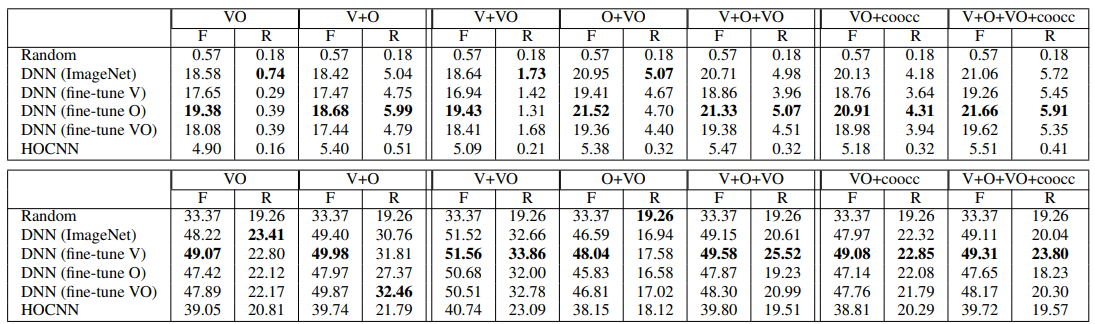 VO V+O V+VO O+VO V+O+VO VO+coocc V+O+VO+coocc
F R F R F R F R F R F R F R
Random 0.57 0.18 0.57 0.18 0.57 0.18 0.57 0.18 0.57 0.18 0.57 0.18 0.57 0.18
DNN (ImageNet) 18.58 0.74 18.42 5.04 18.64 1.73 20.95 5.07 20.71 4.98 20.13 4.18 21.06 5.72
DNN (fine-tune V) 17.65 0.29 17.47 4.75 16.94 1.42 19.41 4.67 18.86 3.96 18.76 3.64 19.26 5.45
DNN (fine-tune O) 19.38 0.39 18.68 5.99 19.43 1.31 21.52 4.70 21.33 5.07 20.91 4.31 21.66 5.91
DNN (fine-tune VO) 18.08 0.39 17.44 4.79 18.41 1.68 19.36 4.40 19.38 4.51 18.98 3.94 19.62 5.35
HOCNN 4.90 0.16 5.40 0.51 5.09 0.21 5.38 0.32 5.47 0.32 5.18 0.32 5.51 0.41
VO V+O V+VO O+VO V+O+VO VO+coocc V+O+VO+coocc
F R F R F R F R F R F R F R
Random 33.37 19.26 33.37 19.26 33.37 19.26 33.37 19.26 33.37 19.26 33.37 19.26 33.37 19.26
DNN (ImageNet) 48.22 23.41 49.40 30.76 51.52 32.66 46.59 16.94 49.15 20.61 47.97 22.32 49.11 20.04
DNN (fine-tune V) 49.07 22.80 49.98 31.81 51.56 33.86 48.04 17.58 49.58 25.52 49.08 22.85 49.31 23.80
DNN (fine-tune O) 47.42 22.12 47.97 27.37 50.68 32.00 45.83 16.58 47.87 19.23 47.14 22.08 47.65 18.23
DNN (fine-tune VO) 47.89 22.17 49.87 32.46 50.51 32.78 46.81 17.02 48.30 20.99 47.76 21.79 48.17 20.30
HOCNN 39.05 20.81 39.74 21.79 40.74 23.09 38.15 18.12 39.80 19.51 38.81 20.29 39.72 19.57